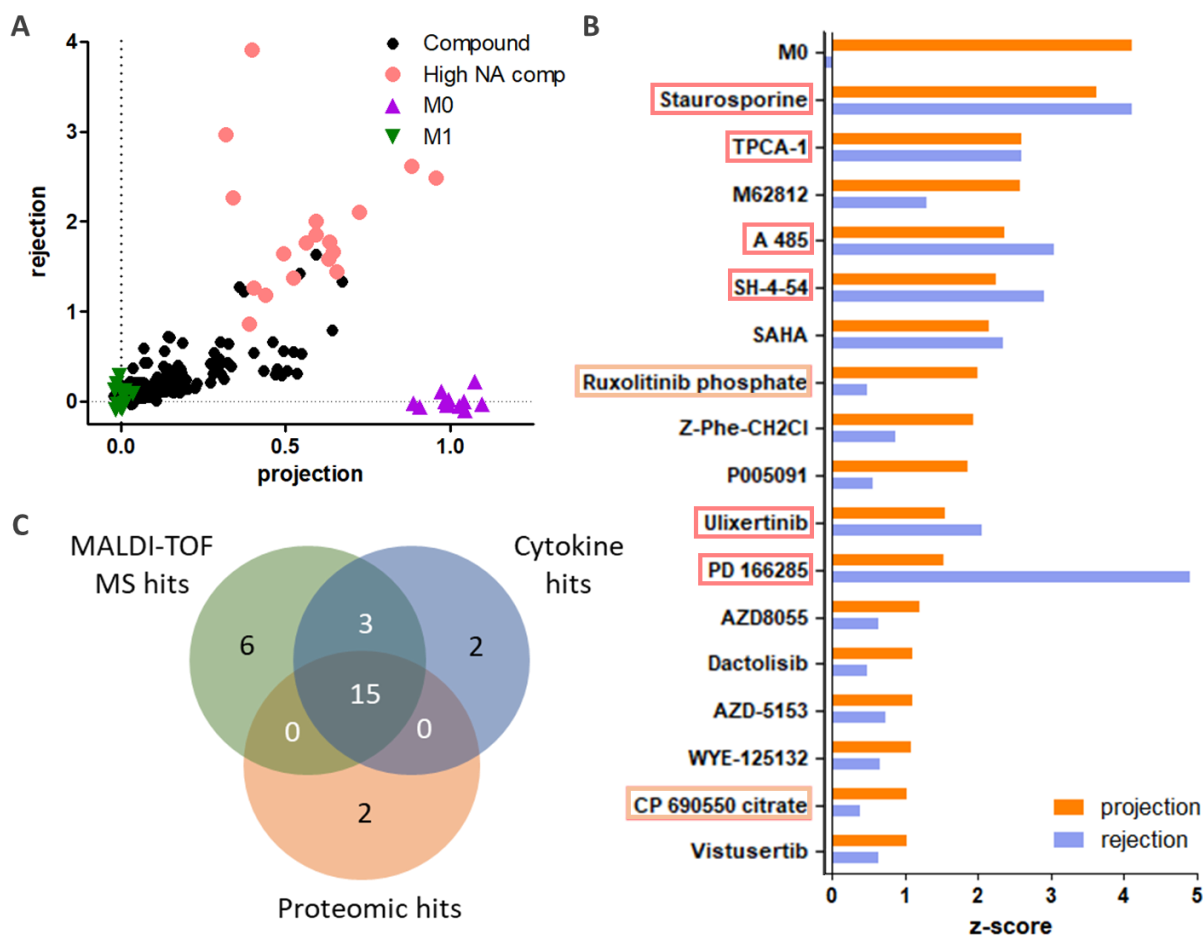 A
rejection
4
3
2
1
0
0.0
0.5
1.0
projection
Compound
High NA comp
M0
M1
B
M0
Staurosporine
TPCA-1
M62812
A 485
SH-4-54
SAHA
Ruxolitinib phosphate
Z-Phe-CH2Cl
P005091
Ulixertinib
PD 166285
AZD8055
Dactolisib
AZD-5153
WYE-125132
CP 690550 citrate
Vistusertib
projection
rejection
0
1
2
3
4
5
z-score
C
MALDI-TOF
MS hits
Cytokine
hits
6
3
2
15
0
0
2
Proteomic hits